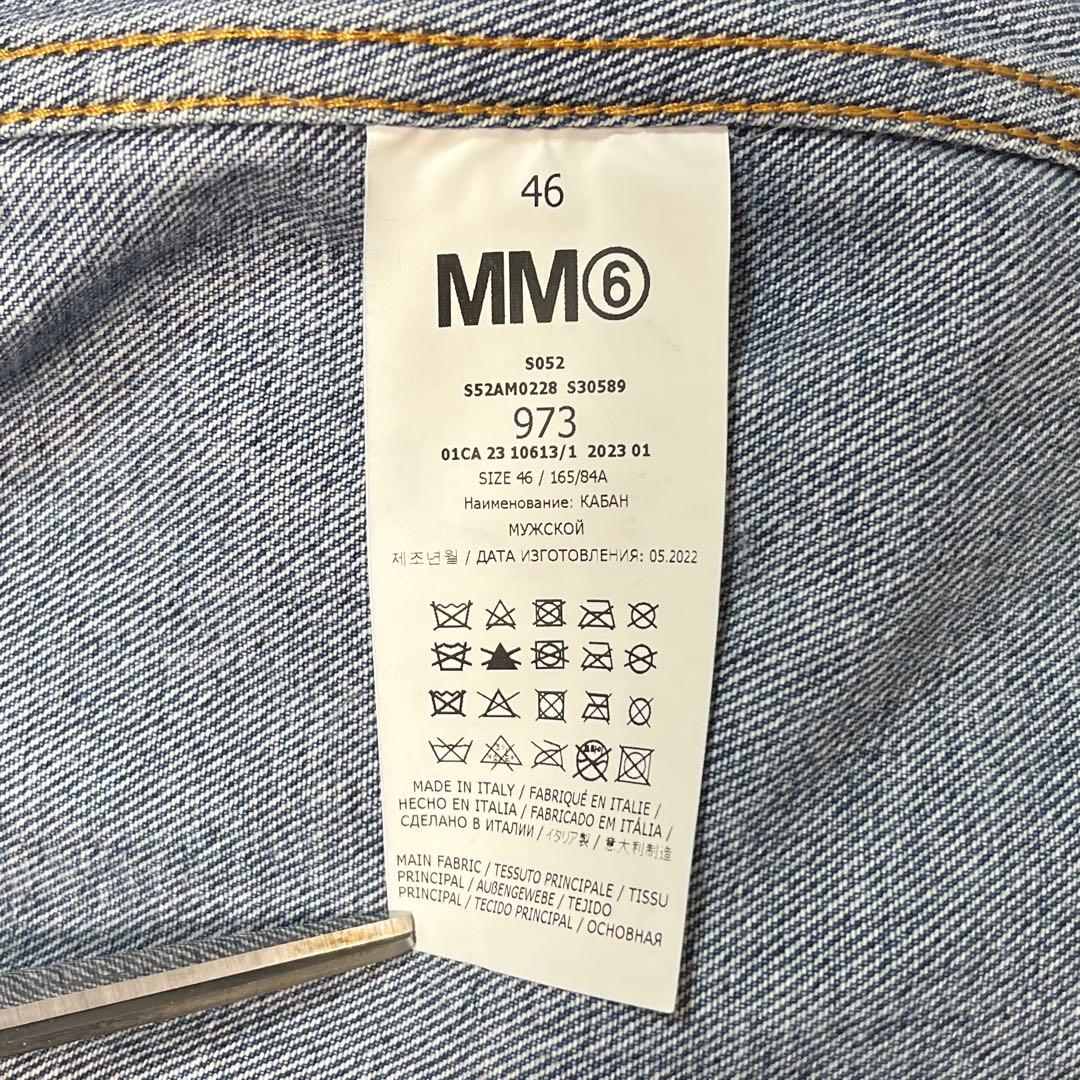 46
MM⑥
S052
S52AM0228 S30589
973
01CA 23 10613/1 2023 01
SIZE 46 / 165/84A
Наименование: КАБАН
МУЖСКОЙ
제조년월 / ДАТА ИЗГОТОВЛЕНИЯ: 05.2022
MADE IN ITALY / FABRIQUÉ EN ITALIE /
HECHO EN ITALIA / FABRICADO EM ITÁLIA /
СДЕЛАНО В ИТАЛИИ / イタリア製 / 意大利制造
MAIN FABRIC / TESSUTO PRINCIPALE / TISSU
PRINCIPAL / AUßENGEWEBE / TEJIDO
PRINCIPAL / TECIDO PRINCIPAL / ОСНОВНАЯ